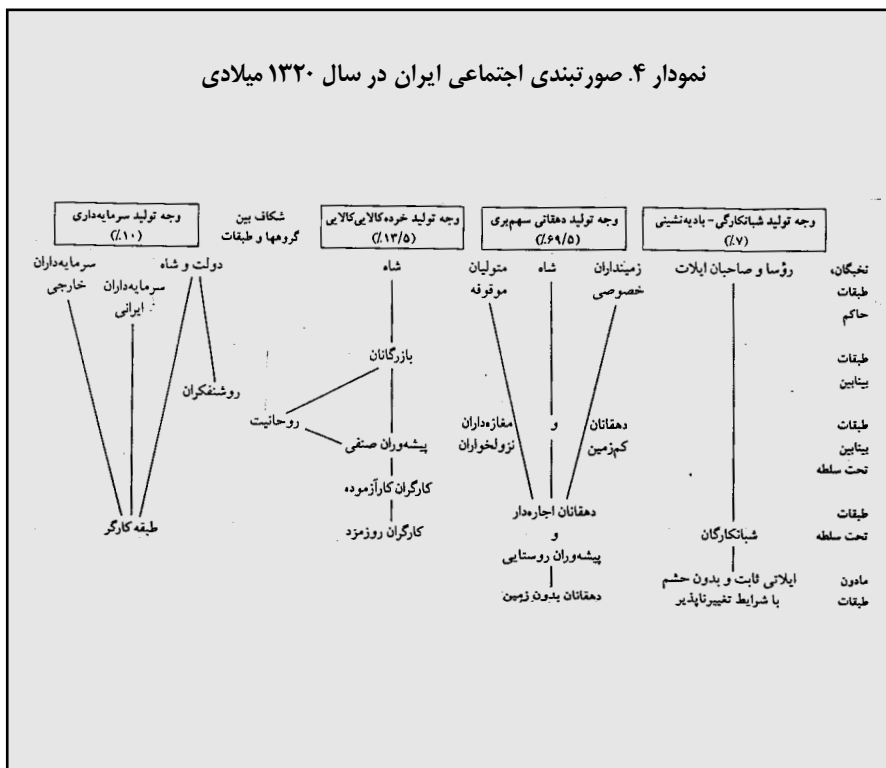 نمودار ۴. صورتبندی اجتماعی ایران در سال ۱۳۲۰ میلادی
وجه تولید شبانکارگی - بادیه‌نشینی
(٪۷)
وجه تولید دهقانی سهم‌بری
(٪۶۹/۵)
وجه تولید خرده‌کالایی‌کالایی
(٪۱۳/۵)
شکاف بین
گروهها و طبقات
وجه تولید سرمایه‌داری
(٪۱۰)
نخبگان،
طبقات
حاکم
رؤسا و صاحبان ایلات
زمینداران
خصوصی
شاه
متولیان
موقوفه
شاه
دولت و شاه
سرمایه‌داران
ایرانی
سرمایه‌داران
خارجی
طبقات
بینابین
بازرگانان
روشنفکران
طبقات
بینابین
تحت سلطه
دهقانان
کم‌زمین
و
مغازه‌داران
نزولخواران
روحانیت
پیشه‌وران صنفی
کارگران کارآزموده
طبقات
تحت سلطه
شبانکارگان
دهقانان اجاره‌دار
و
پیشه‌وران روستایی
کارگران روزمزد
طبقه کارگر
مادون
طبقات
ایلاتی ثابت و بدون حشم
با شرایط تغییرناپذیر
دهقانان بدون زمین